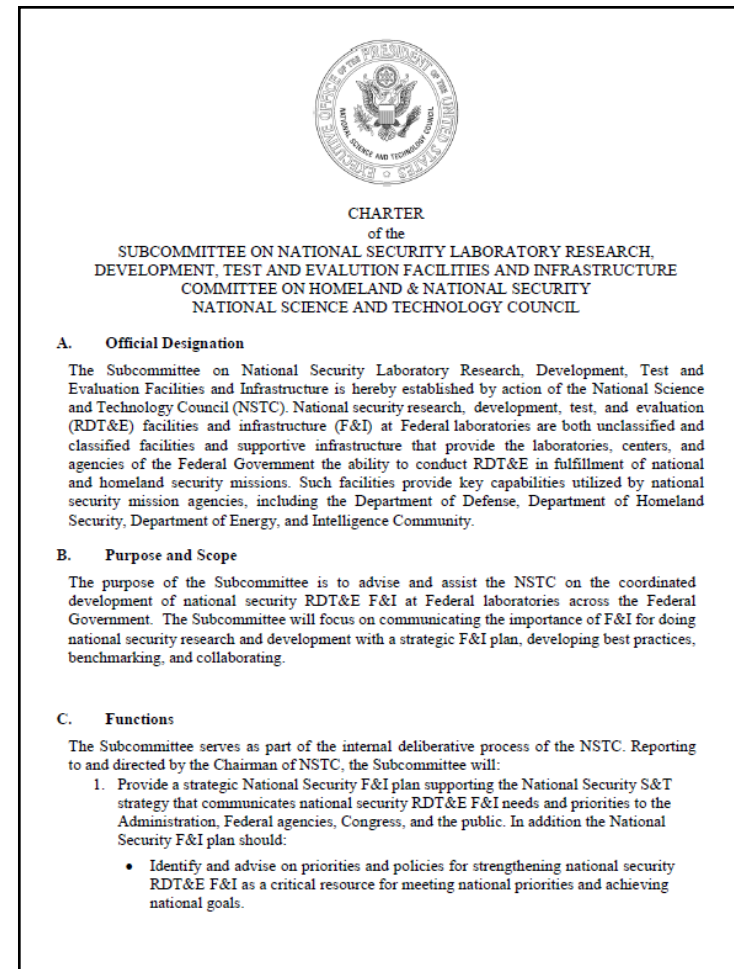 EXECUTIVE OFFICE OF THE PRESIDENT OF THE UNITED STATES
NATIONAL SCIENCE AND TECHNOLOGY COUNCIL
CHARTER
of the
SUBCOMMITTEE ON NATIONAL SECURITY LABORATORY RESEARCH,
DEVELOPMENT, TEST AND EVALUTION FACILITIES AND INFRASTRUCTURE
COMMITTEE ON HOMELAND & NATIONAL SECURITY
NATIONAL SCIENCE AND TECHNOLOGY COUNCIL
A. Official Designation
The Subcommittee on National Security Laboratory Research, Development, Test and
Evaluation Facilities and Infrastructure is hereby established by action of the National Science
and Technology Council (NSTC). National security research, development, test, and evaluation
(RDT&E) facilities and infrastructure (F&I) at Federal laboratories are both unclassified and
classified facilities and supportive infrastructure that provide the laboratories, centers, and
agencies of the Federal Government the ability to conduct RDT&E in fulfillment of national
and homeland security missions. Such facilities provide key capabilities utilized by national
security mission agencies, including the Department of Defense, Department of Homeland
Security, Department of Energy, and Intelligence Community.
B. Purpose and Scope
The purpose of the Subcommittee is to advise and assist the NSTC on the coordinated
development of national security RDT&E F&I at Federal laboratories across the Federal
Government. The Subcommittee will focus on communicating the importance of F&I for doing
national security research and development with a strategic F&I plan, developing best practices,
benchmarking, and collaborating.
C. Functions
The Subcommittee serves as part of the internal deliberative process of the NSTC. Reporting
to and directed by the Chairman of NSTC, the Subcommittee will:
1. Provide a strategic National Security F&I plan supporting the National Security S&T
strategy that communicates national security RDT&E F&I needs and priorities to the
Administration, Federal agencies, Congress, and the public. In addition the National
Security F&I plan should:
• Identify and advise on priorities and policies for strengthening national security
RDT&E F&I as a critical resource for meeting national priorities and achieving
national goals.